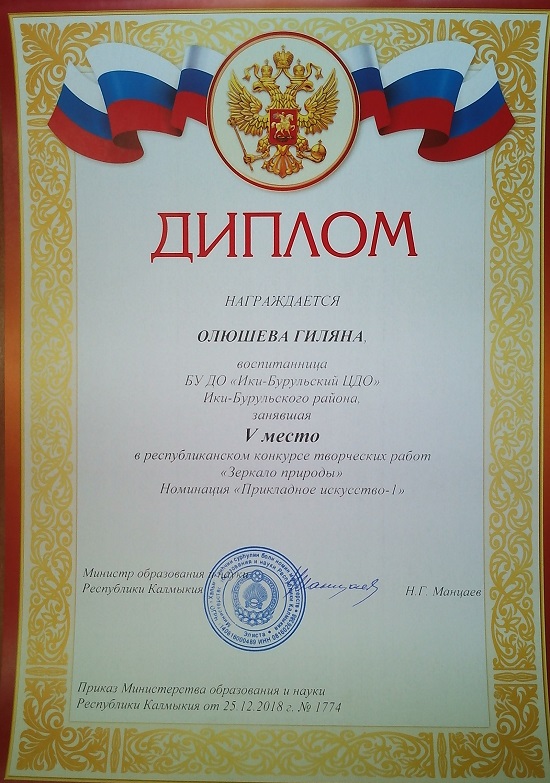 ДИПЛОМ
НАГРАЖДАЕТСЯ
ОЛЮШЕВА ГИЛЯНА,
воспитанница
БУ ДО «Ики-Бурульский ЦДО»
Ики-Бурульского района,
занявшая
V место
в республиканском конкурсе творческих работ
«Зеркало природы»
Номинация «Прикладное искусство-1»
Министр образования и науки
Республики Калмыкия
Н.Г. Манцаев
Элиста
Приказ Министерства образования и науки
Республики Калмыкия от 25.12.2018 г. № 1774